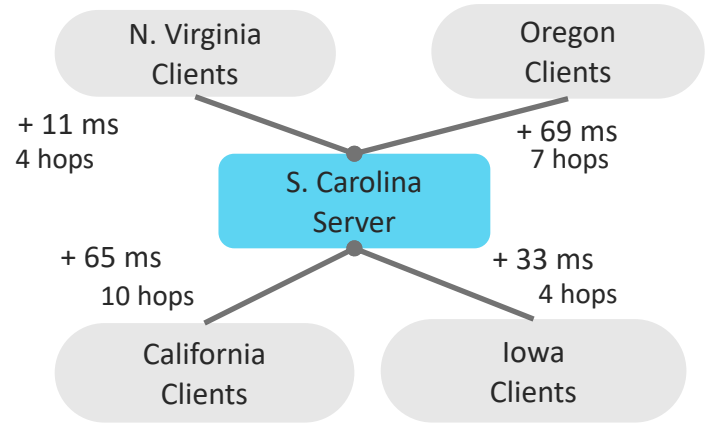 N. Virginia
Clients
Oregon
Clients
+ 11 ms
4 hops
+ 69 ms
7 hops
S. Carolina
Server
+ 65 ms
10 hops
+ 33 ms
4 hops
California
Clients
Iowa
Clients